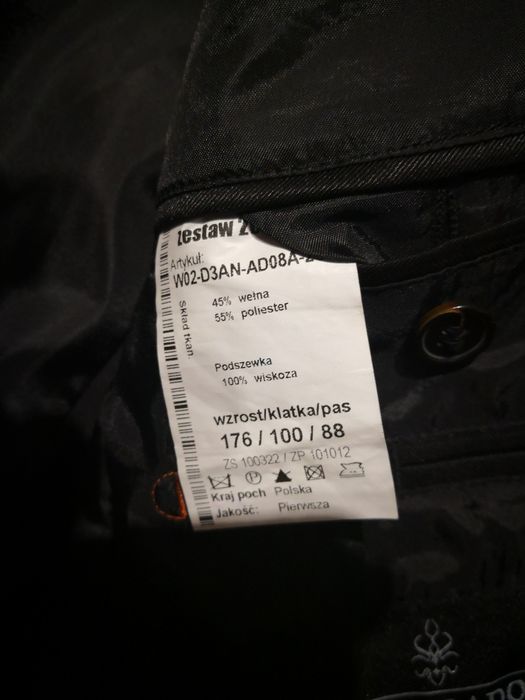 zestaw
Artykuł:
W02-D3AN-AD08A-
Skład tkan.
45% wełna
55% poliester
Podszewka
100% wiskoza
wzrost/klatka/pas
176 / 100 / 88
ZS 100322 / ZP 101012
P
Kraj poch Polska
Jakość: Pierwsza